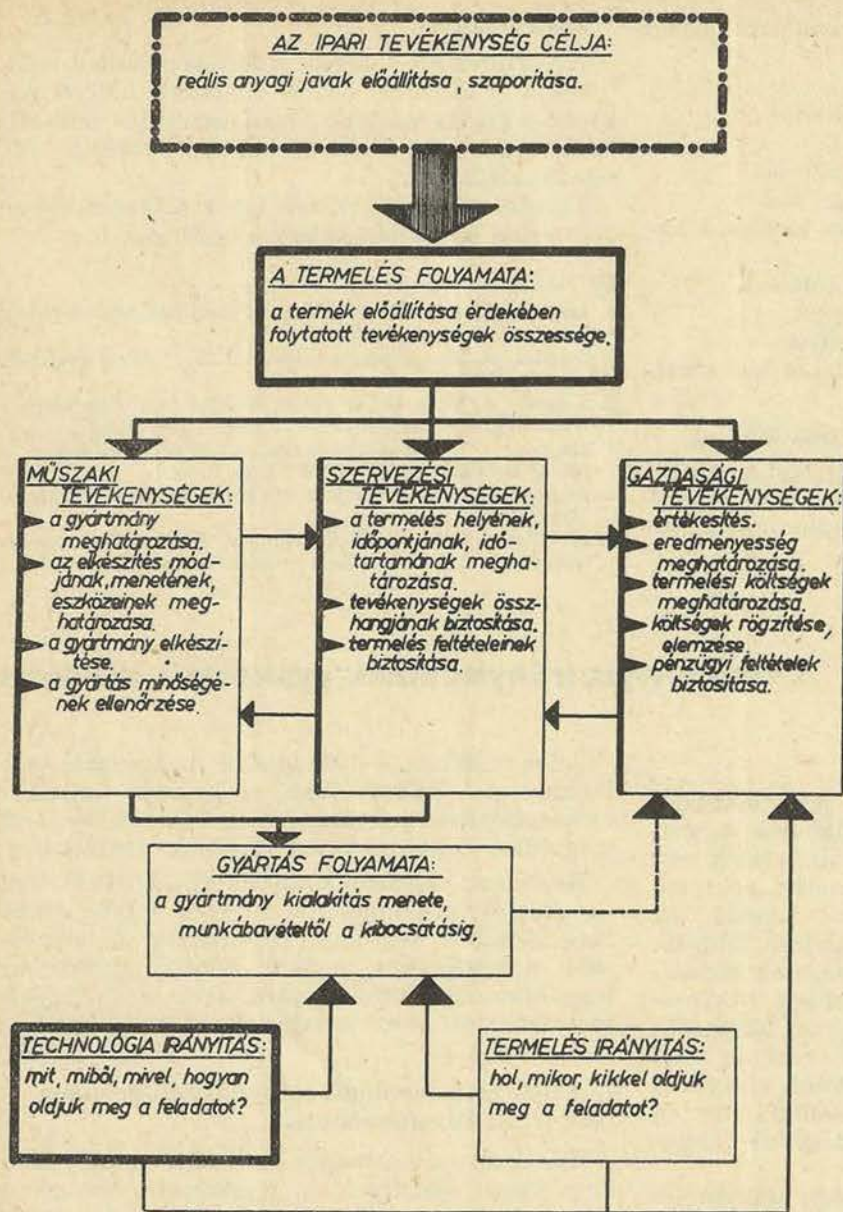 AZ IPARI TEVÉKENYSÉG CÉLJA:
reális anyagi javak előállítása, szaporítása.
A TERMELÉS FOLYAMATA:
a termék előállítása érdekében
folytatott tevékenységek összessége.
MŰSZAKI
TEVÉKENYSÉGEK:
a gyártmány
meghatározása.
az elkészítés mód-
jának, menetének,
eszközeinek meg-
határozása.
a gyártmány elkészí-
tése.
a gyártás minőségé-
nek ellenőrzése.
SZERVEZÉSI
TEVÉKENYSÉGEK:
a termelés helyének,
időpontjának, idő-
tartamának megha-
tározása.
tevékenységek össz-
hangjának biztosítása.
termelés feltételeinek
biztosítása.
GAZDASÁGI
TEVÉKENYSÉGEK:
értékesítés.
eredményesség
meghatározása.
termelési költségek
meghatározása.
költségek rögzítése,
elemzése.
pénzügyi feltételek
biztosítása.
GYÁRTÁS FOLYAMATA:
a gyártmány kialakítás menete,
munkábavételtől a kibocsátásig.
TECHNOLÓGIA IRÁNYITÁS:
mit, miből, mivel, hogyan
oldjuk meg a feladatot?
TERMELÉS IRÁNYITÁS:
hol, mikor, kikkel oldjuk
meg a feladatot?